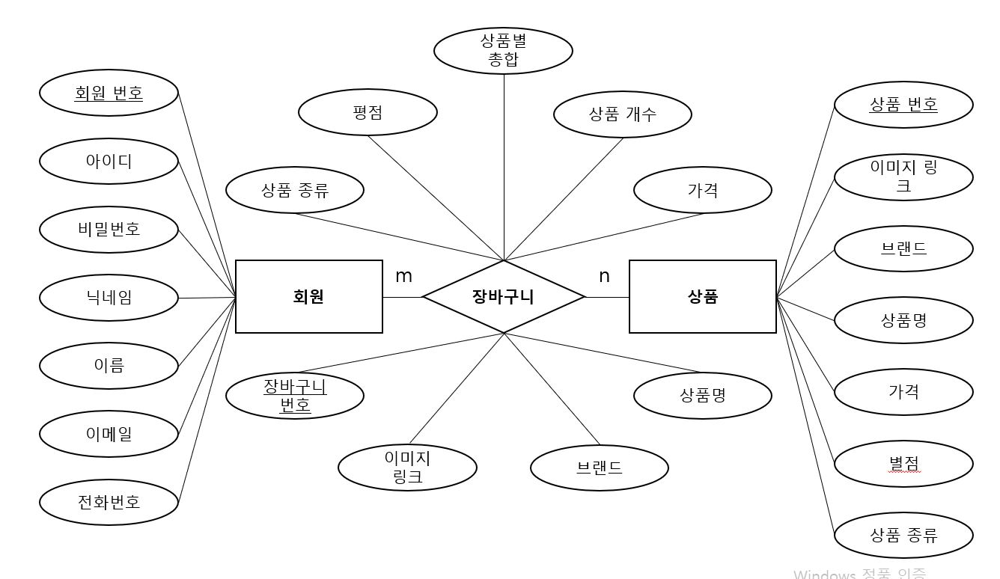 상품별
총합
회원 번호
평점
상품 개수
상품 번호
아이디
상품 종류
가격
이미지 링
크
비밀번호
브랜드
m
n
회원
장바구니
상품
닉네임
상품명
이름
장바구니
번호
상품명
가격
이메일
이미지
링크
브랜드
별점
전화번호
상품 종류
Windows 정품 인증